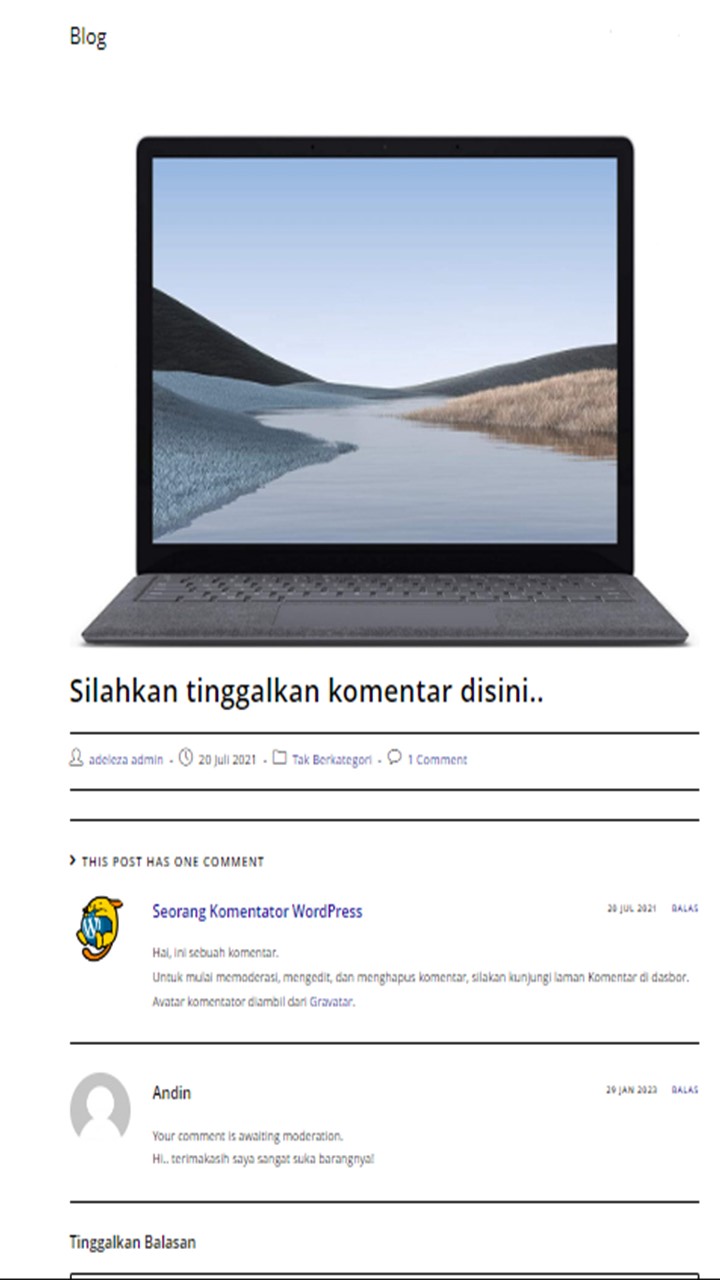 Blog
Silahkan tinggalkan komentar disini..
adeleza admin - 20 Juli 2021 - Tak Berkategori - 1 Comment
THIS POST HAS ONE COMMENT
Seorang Komentator WordPress
20 JUL 2021 BALAS
Hai, ini sebuah komentar.
Untuk mulai memoderasi, mengedit, dan menghapus komentar, silakan kunjungi laman Komentar di dasbor.
Avatar komentator diambil dari Gravatar.
Andin
29 JAN 2023 BALAS
Your comment is awaiting moderation.
Hi.. terimakasih saya sangat suka barangnya!
Tinggalkan Balasan